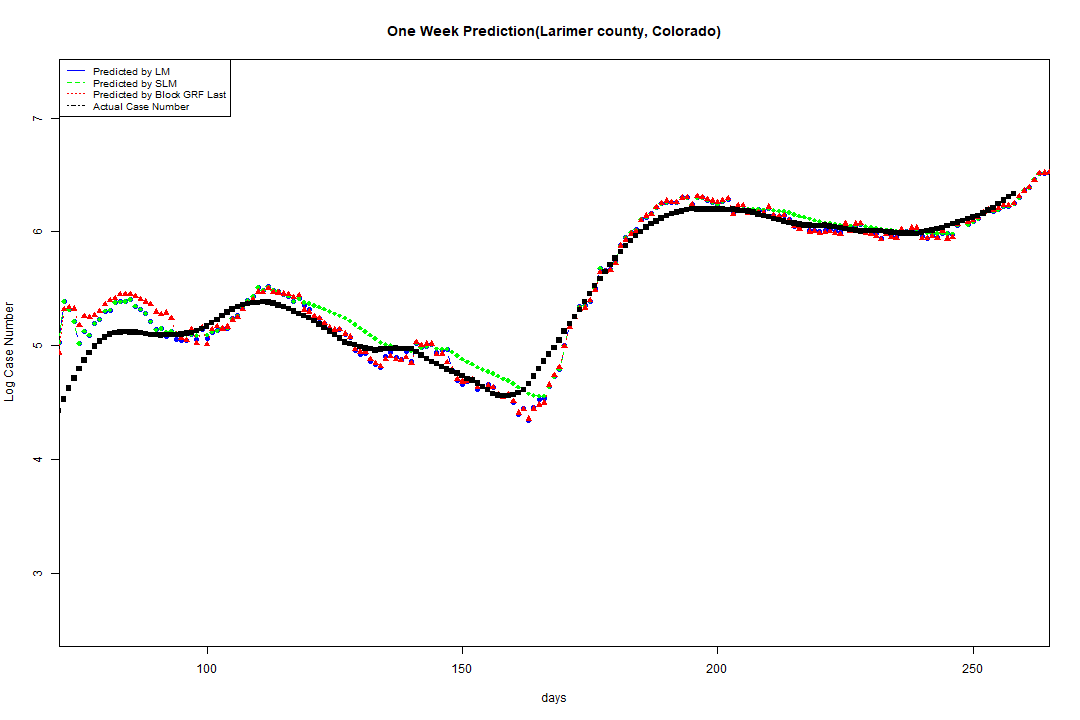 One Week Prediction(Larimer county, Colorado)
Predicted by LM
Predicted by SLM
Predicted by Block GRF Last
Actual Case Number
7
6
5
4
3
Log Case Number
100 150 200 250
days